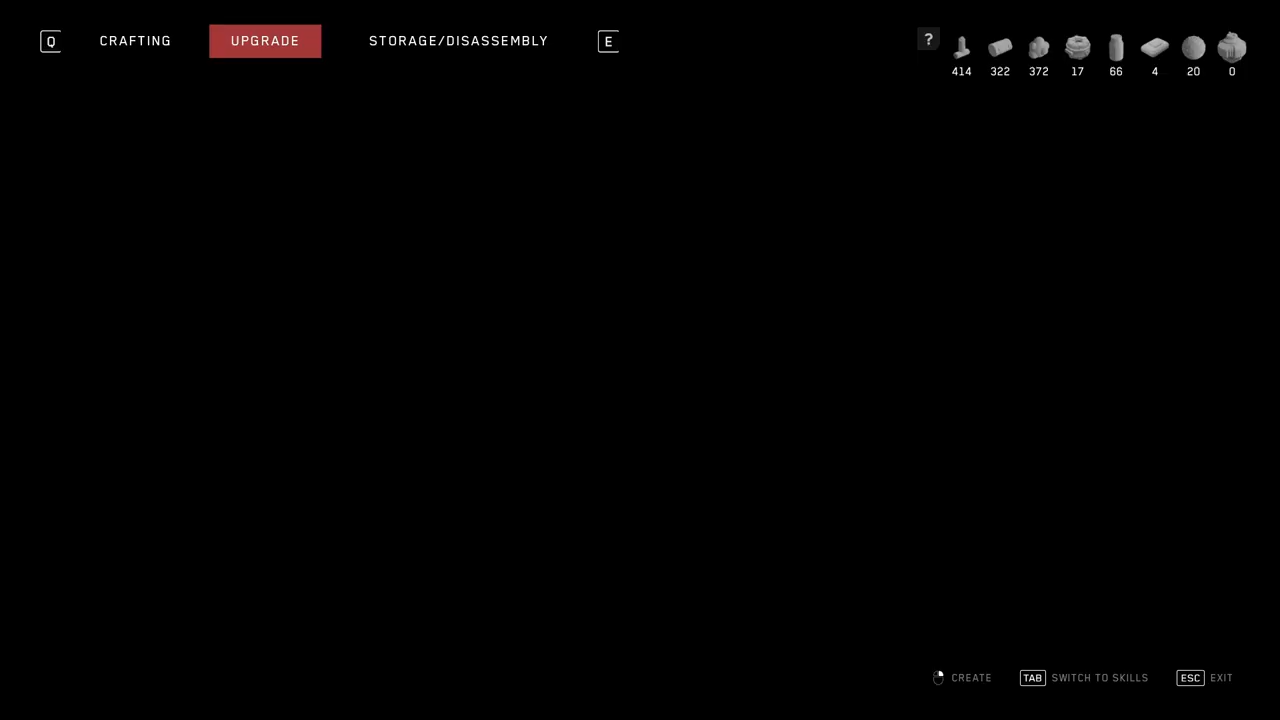 Q CRAFTING UPGRADE STORAGE/DISASSEMBLY E ?
414 322 372 17 66 4 20 0
CREATE TAB SWITCH TO SKILLS ESC EXIT